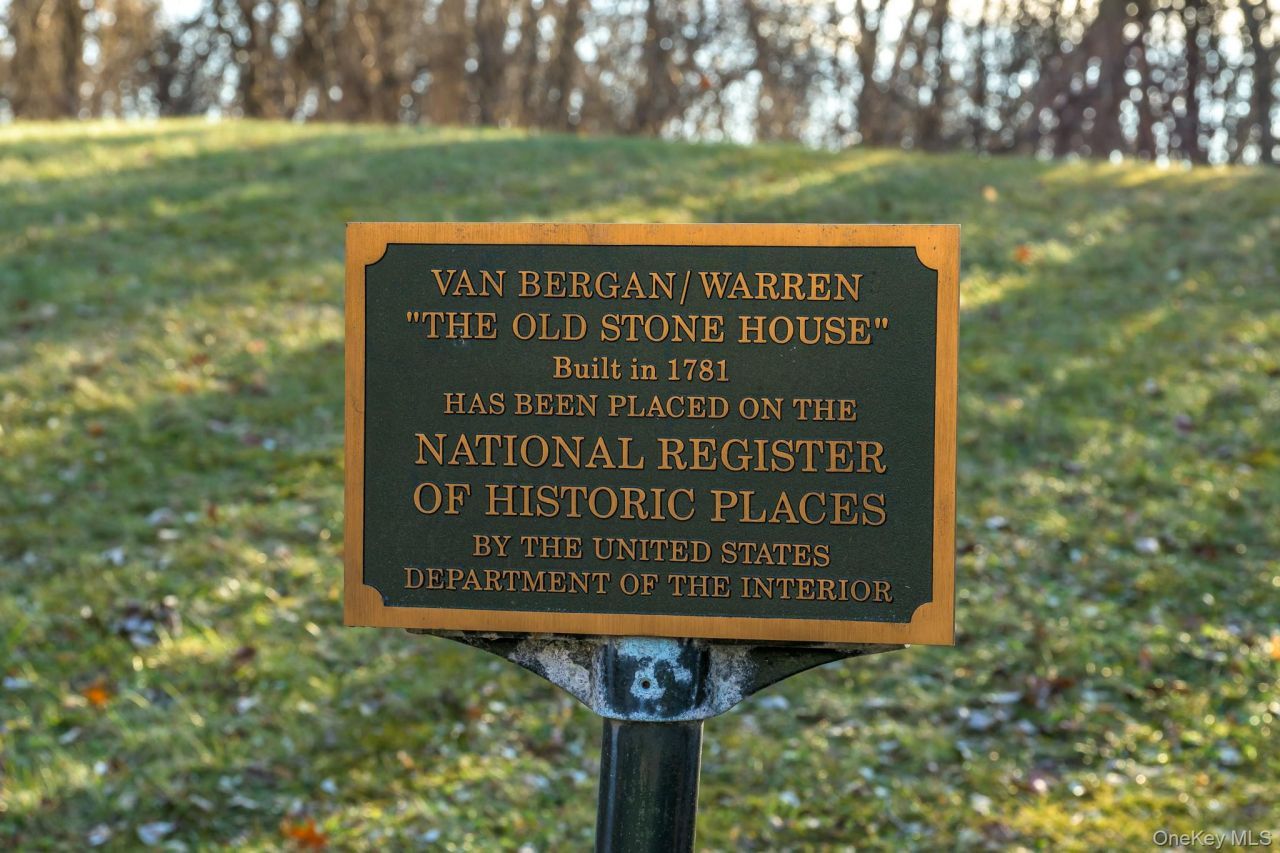 VAN BERGAN/WARREN
"THE OLD STONE HOUSE"
Built in 1781
HAS BEEN PLACED ON THE
NATIONAL REGISTER
OF HISTORIC PLACES
BY THE UNITED STATES
DEPARTMENT OF THE INTERIOR
OneKey MLS